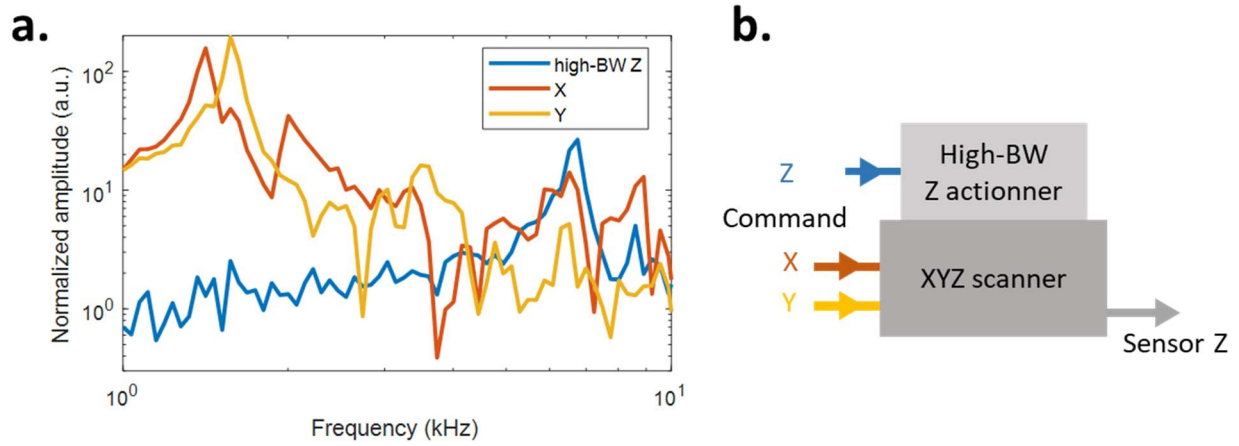 a.
Normalized amplitude (a.u.)
10²
10¹
10⁰
high-BW Z
X
Y
10⁰
10¹
Frequency (kHz)
b.
Z
Command
X
Y
High-BW
Z actionner
XYZ scanner
Sensor Z